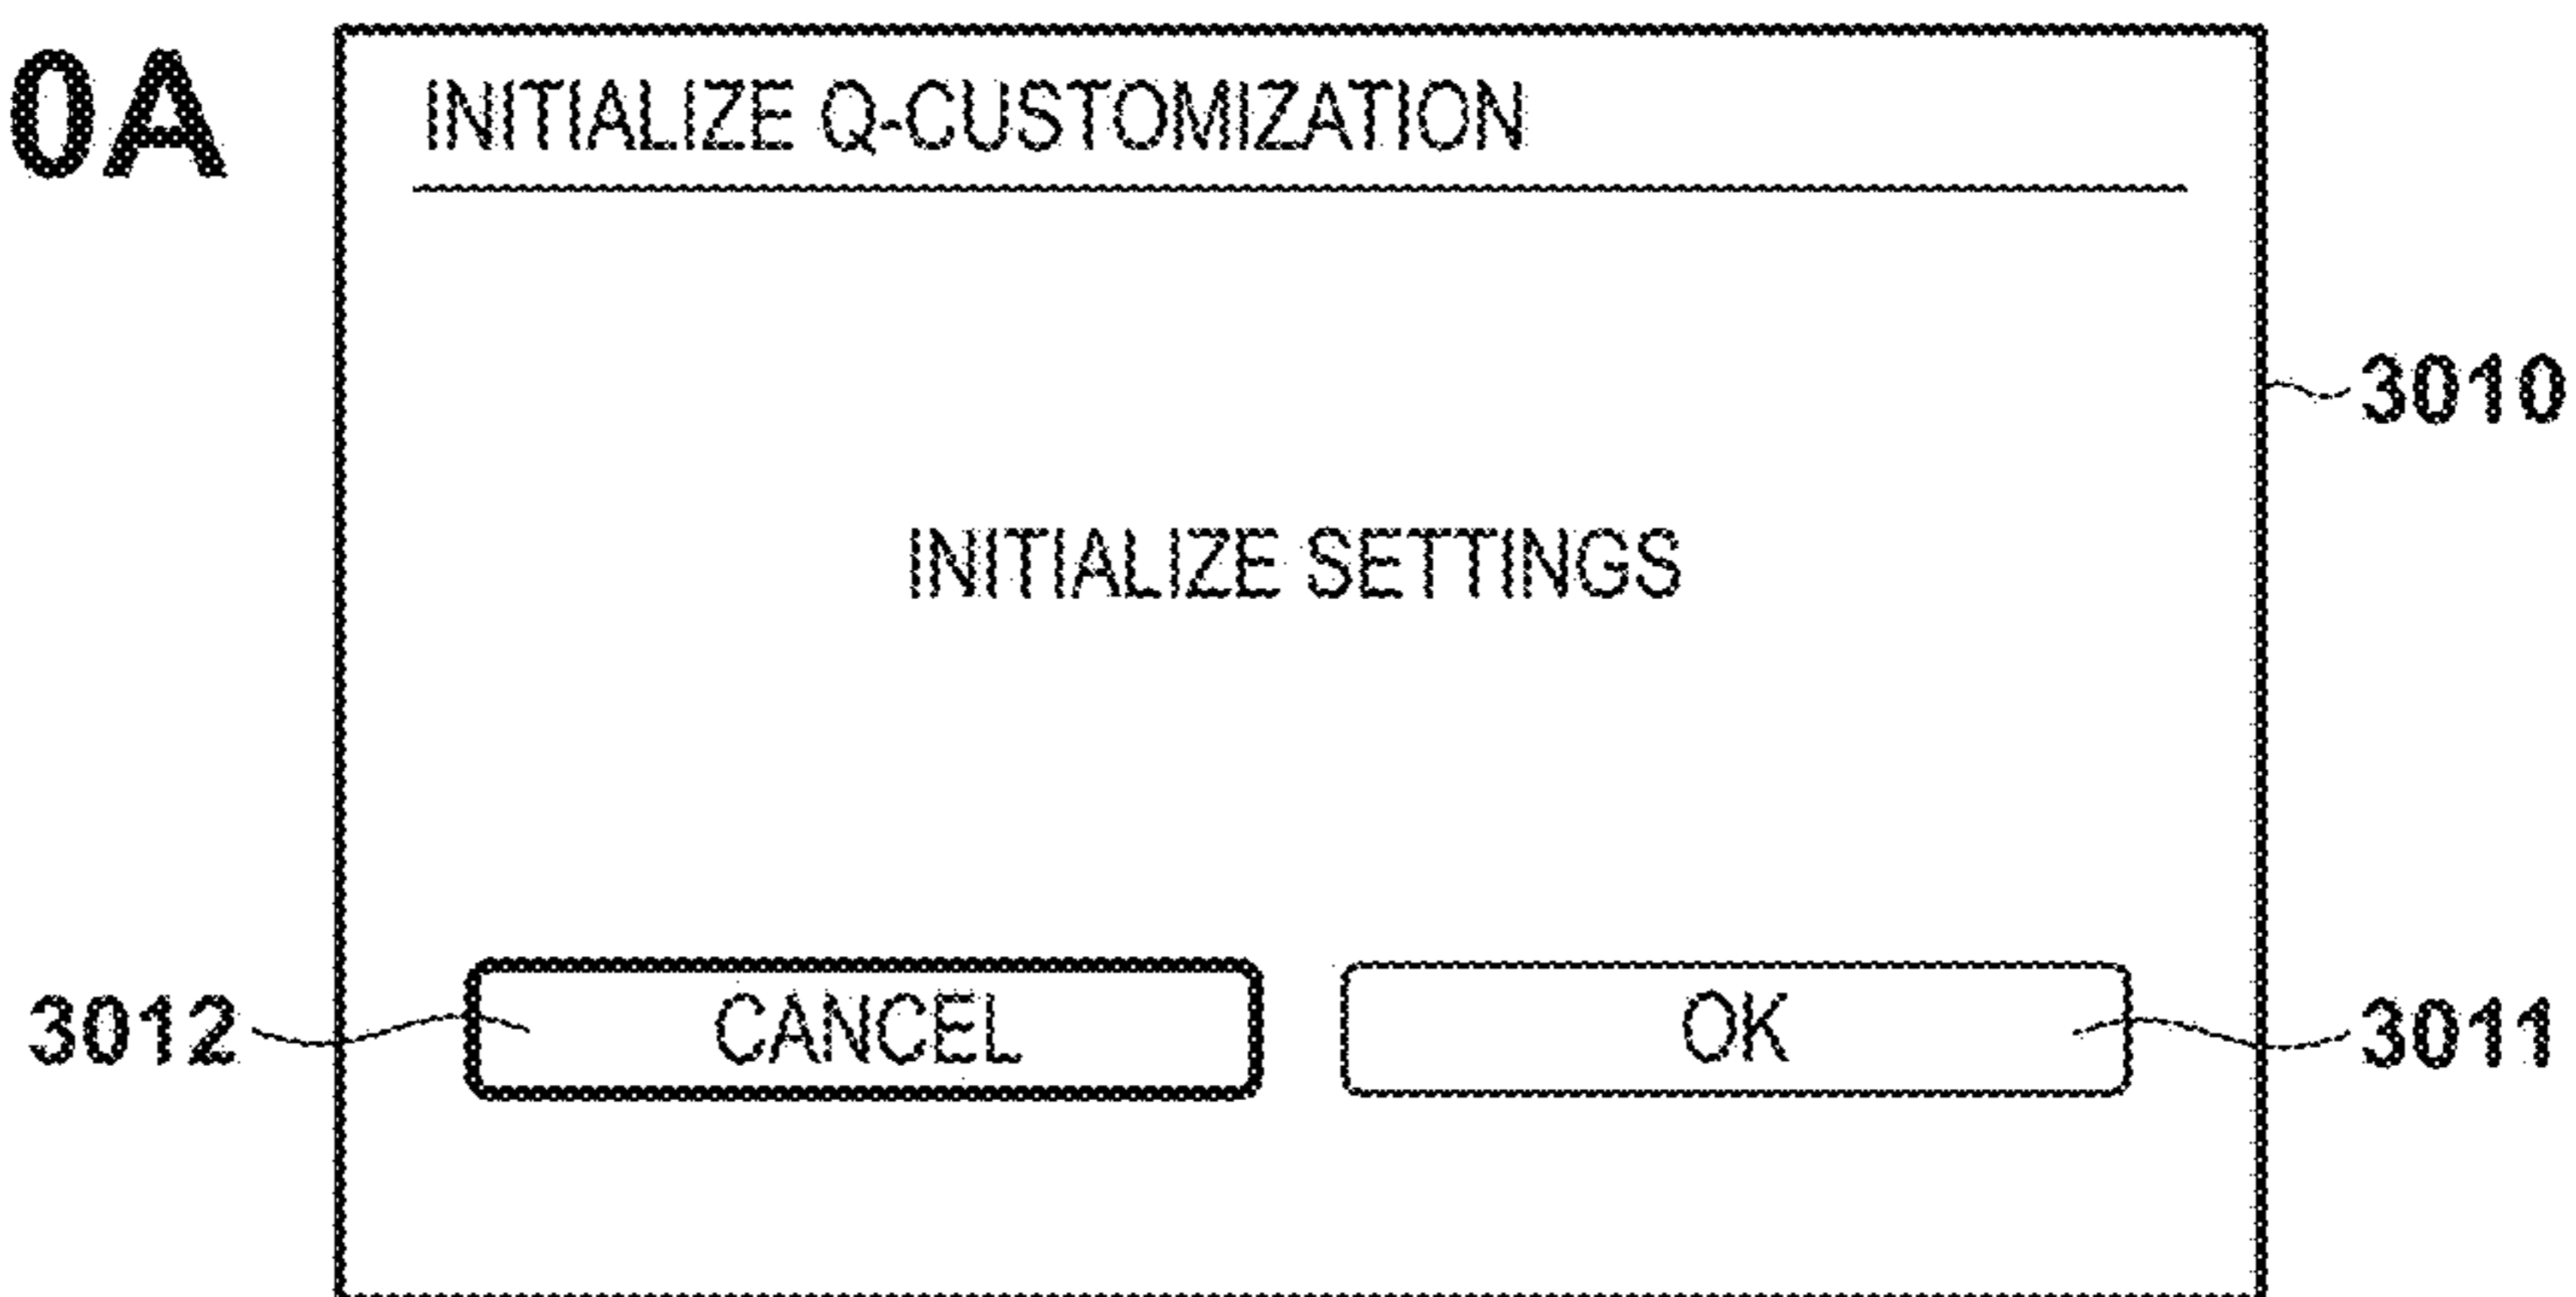 0A
INITIALIZE Q-CUSTOMIZATION
3010
INITIALIZE SETTINGS
3012 CANCEL OK 3011